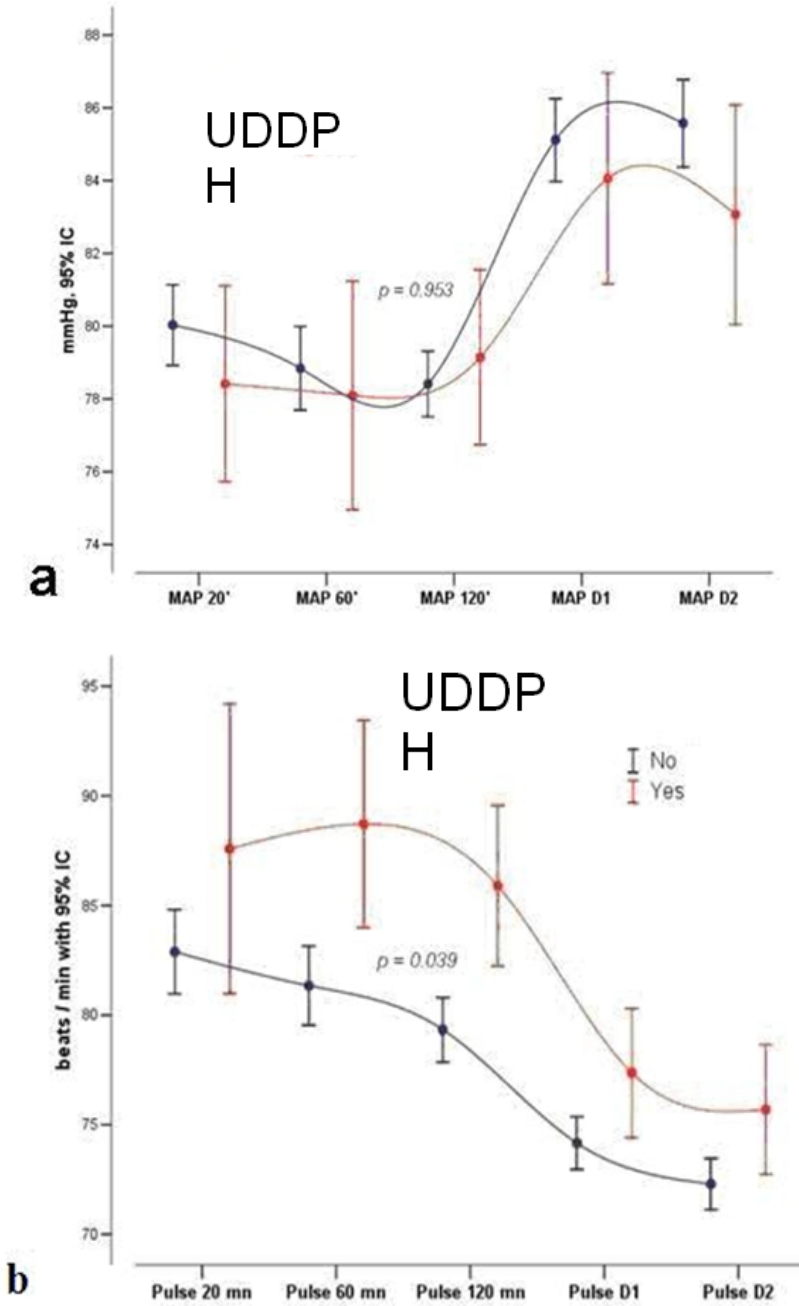 88
86
84
82
80
78
76
74
mmHg, 95% IC
UDDP
H
p = 0.953
a
MAP 20'
MAP 60'
MAP 120'
MAP D1
MAP D2
95
90
85
80
75
70
beats / min with 95% IC
UDDP
H
No
Yes
p = 0.039
b
Pulse 20 mn
Pulse 60 mn
Pulse 120 mn
Pulse D1
Pulse D2